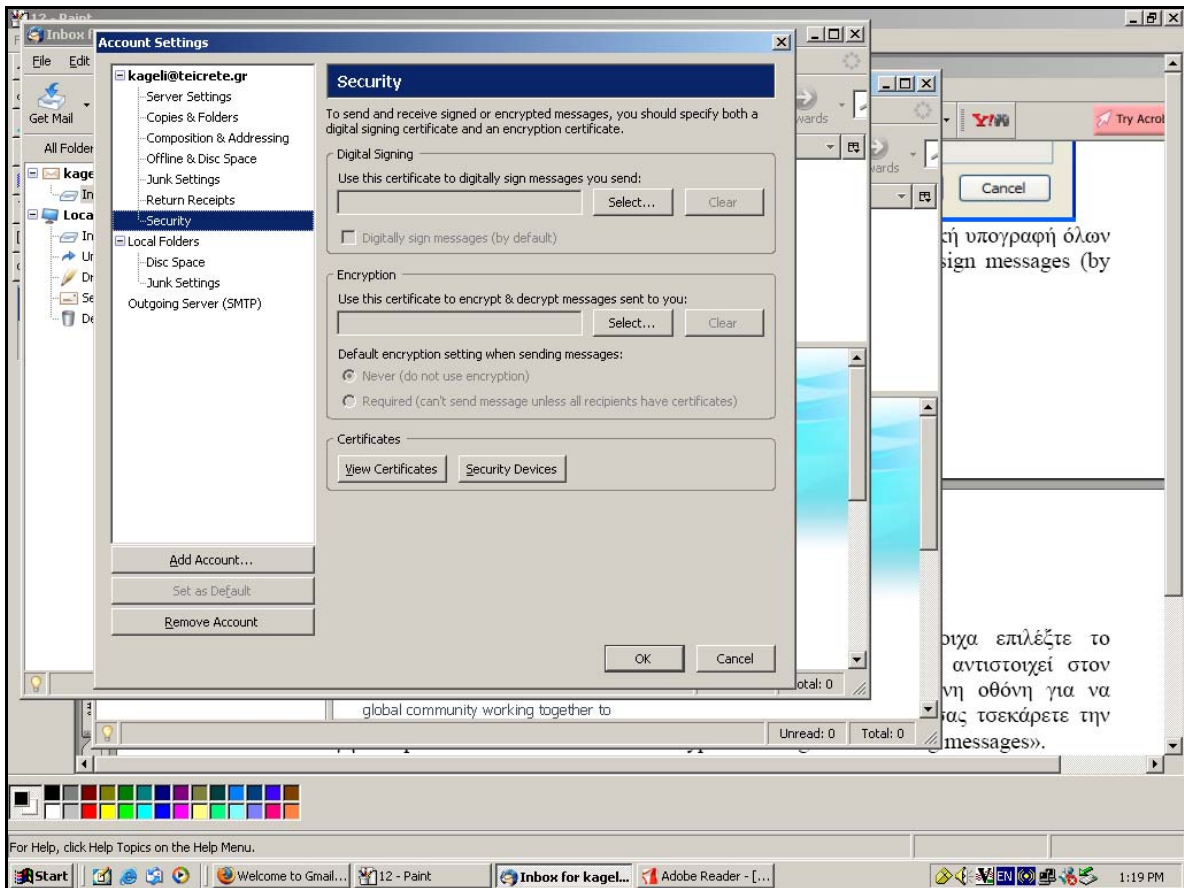 12 - Paint
Inbox f
Account Settings
File Edit
Get Mail
All Folder
kage
In
Loca
In
Ur
Dr
Se
De
kageli@teicrete.gr
Server Settings
Copies & Folders
Composition & Addressing
Offline & Disc Space
Junk Settings
Return Receipts
Security
Local Folders
Disc Space
Junk Settings
Outgoing Server (SMTP)
Add Account...
Set as Default
Remove Account
Security
To send and receive signed or encrypted messages, you should specify both a
digital signing certificate and an encryption certificate.
Digital Signing
Use this certificate to digitally sign messages you send:
Select... Clear
Digitally sign messages (by default)
Encryption
Use this certificate to encrypt & decrypt messages sent to you:
Select... Clear
Default encryption setting when sending messages:
Never (do not use encryption)
Required (can't send message unless all recipients have certificates)
Certificates
View Certificates Security Devices
OK Cancel
wards
wards
Y!
Try Acrol
Cancel
κή υπογραφή όλων
sign messages (by
οιχα επιλέξτε το
αντιστοιχεί στον
νη οθόνη για να
σας τσεκάρετε την
messages».
otal: 0
global community working together to
Unread: 0 Total: 0
For Help, click Help Topics on the Help Menu.
Start Welcome to Gmail... 12 - Paint Inbox for kagel... Adobe Reader - [... EN 1:19 PM